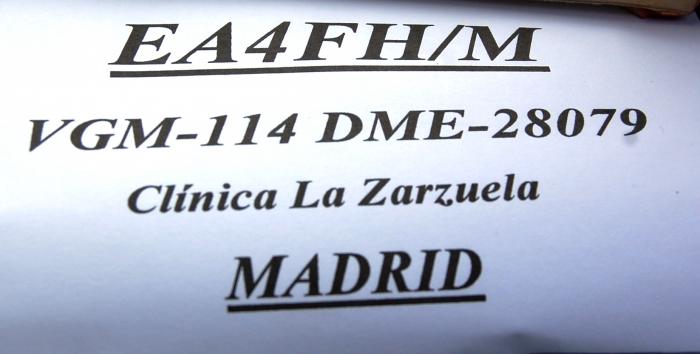 EA4FH/M
VGM-114 DME-28079
Clínica La Zarzuela
MADRID